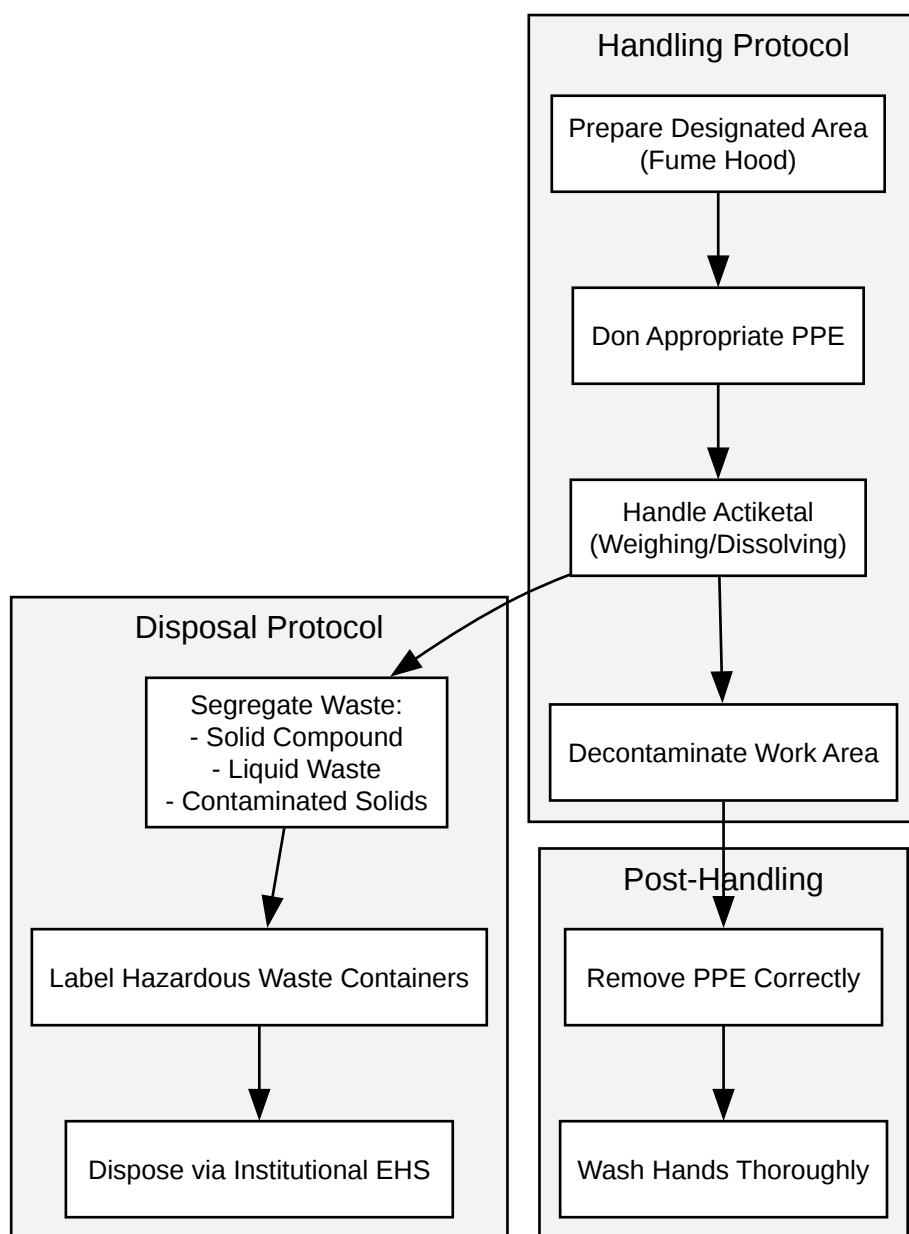 Handling Protocol
Prepare Designated Area
(Fume Hood)
Don Appropriate PPE
Handle Actiketal
(Weighing/Dissolving)
Decontaminate Work Area
Disposal Protocol
Segregate Waste:
- Solid Compound
- Liquid Waste
- Contaminated Solids
Label Hazardous Waste Containers
Dispose via Institutional EHS
Post-Handling
Remove PPE Correctly
Wash Hands Thoroughly